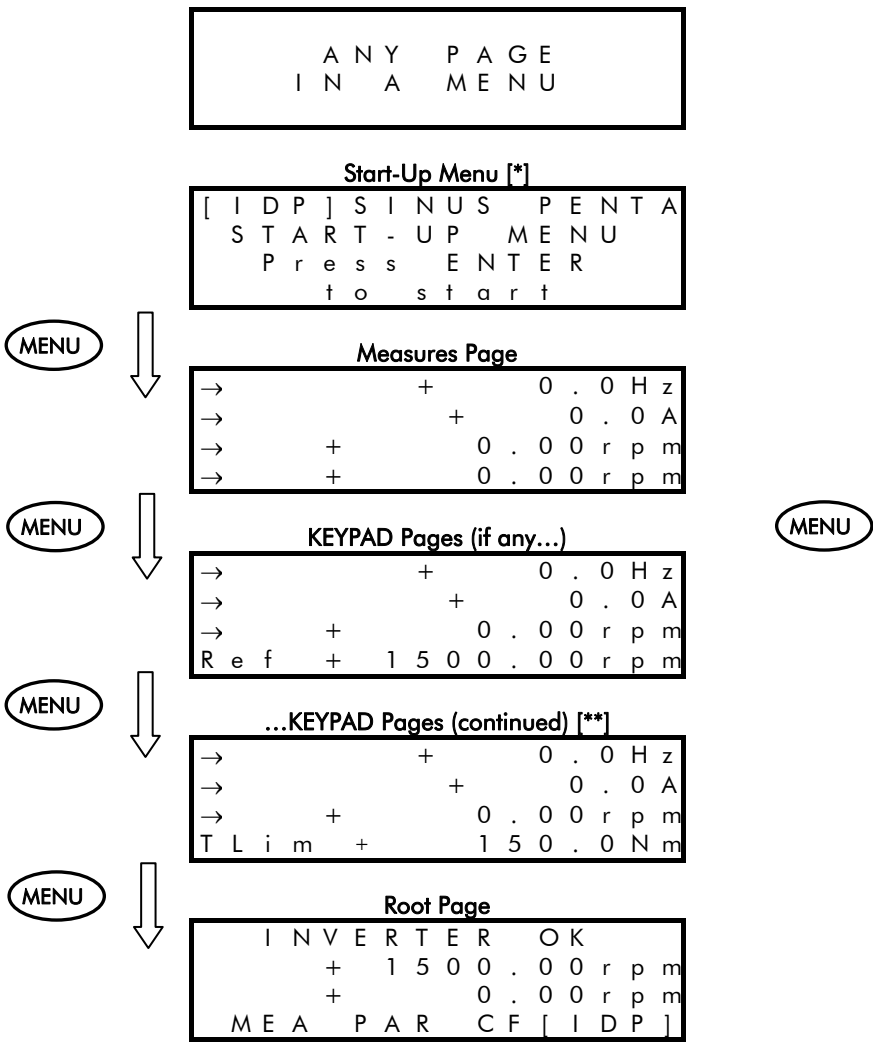 ANY PAGE
IN A MENU
Start-Up Menu [*]
[IDP]SINUS PENTA
START-UP MENU
Press ENTER
to start
MENU
Measures Page
→ + 0.0Hz
→ + 0.0A
→ + 0.00rpm
→ + 0.00rpm
MENU
MENU
KEYPAD Pages (if any…)
→ + 0.0Hz
→ + 0.0A
→ + 0.00rpm
Ref + 1500.00rpm
MENU
…KEYPAD Pages (continued) [**]
→ + 0.0Hz
→ + 0.0A
→ + 0.00rpm
TLim + 150.0Nm
MENU
Root Page
INVERTER OK
+ 1500.00rpm
+ 0.00rpm
MEA PAR CF[IDP]